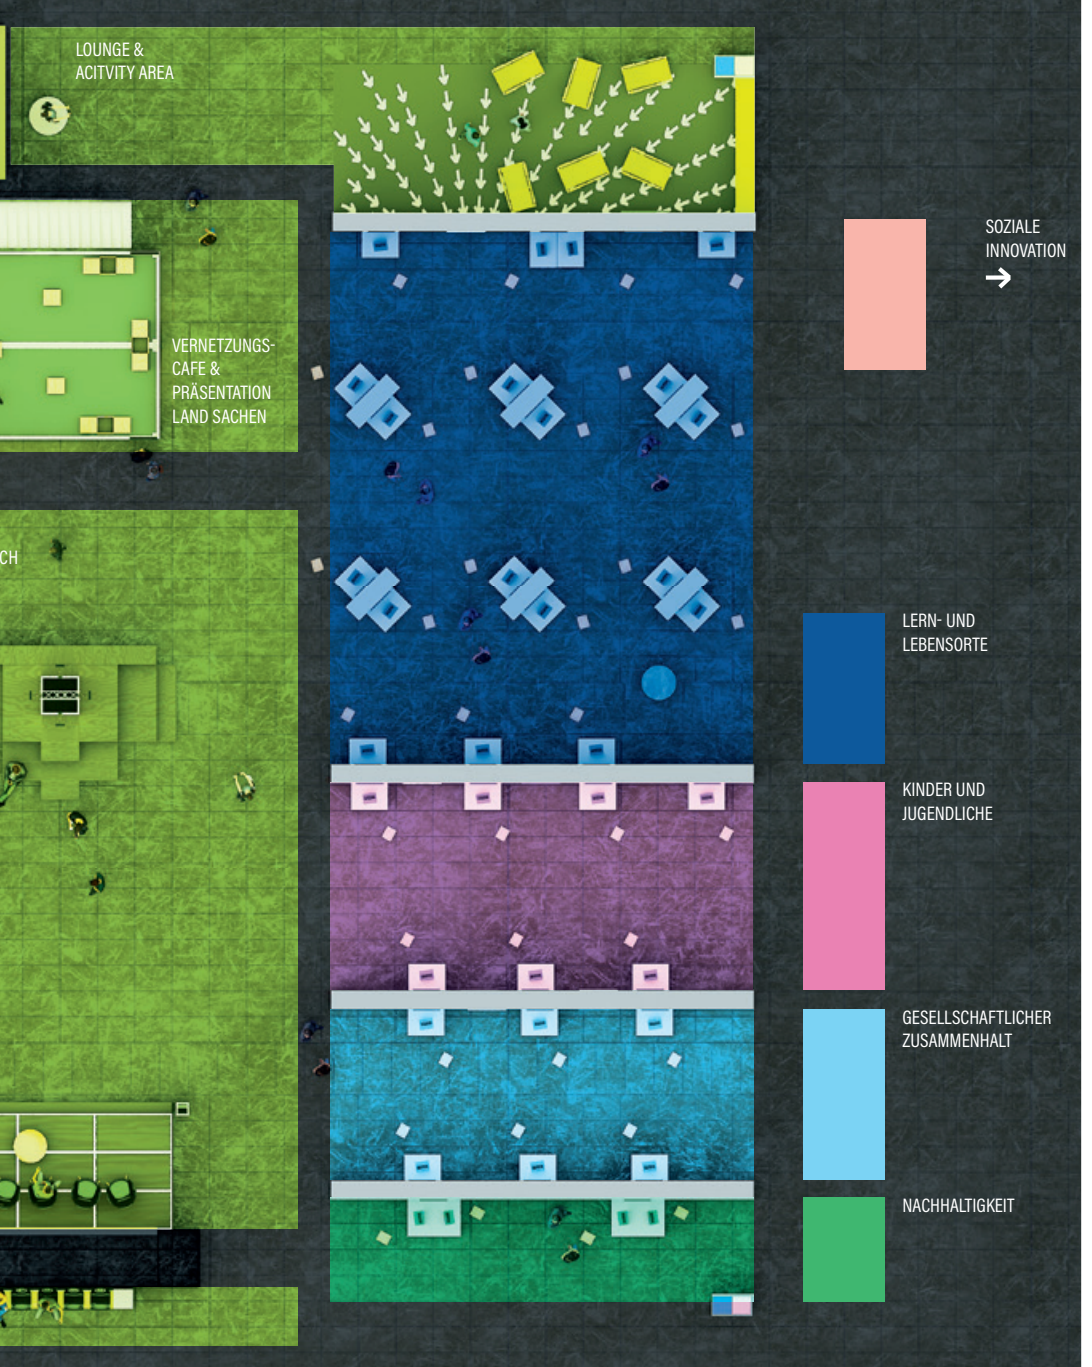 LOUNGE &
ACITVITY AREA
SOZIALE
INNOVATION
VERNETZUNGS-
CAFE &
PRÄSENTATION
LAND SACHEN
CH
LERN- UND
LEBENSORTE
KINDER UND
JUGENDLICHE
GESELLSCHAFTLICHER
ZUSAMMENHALT
NACHHALTIGKEIT